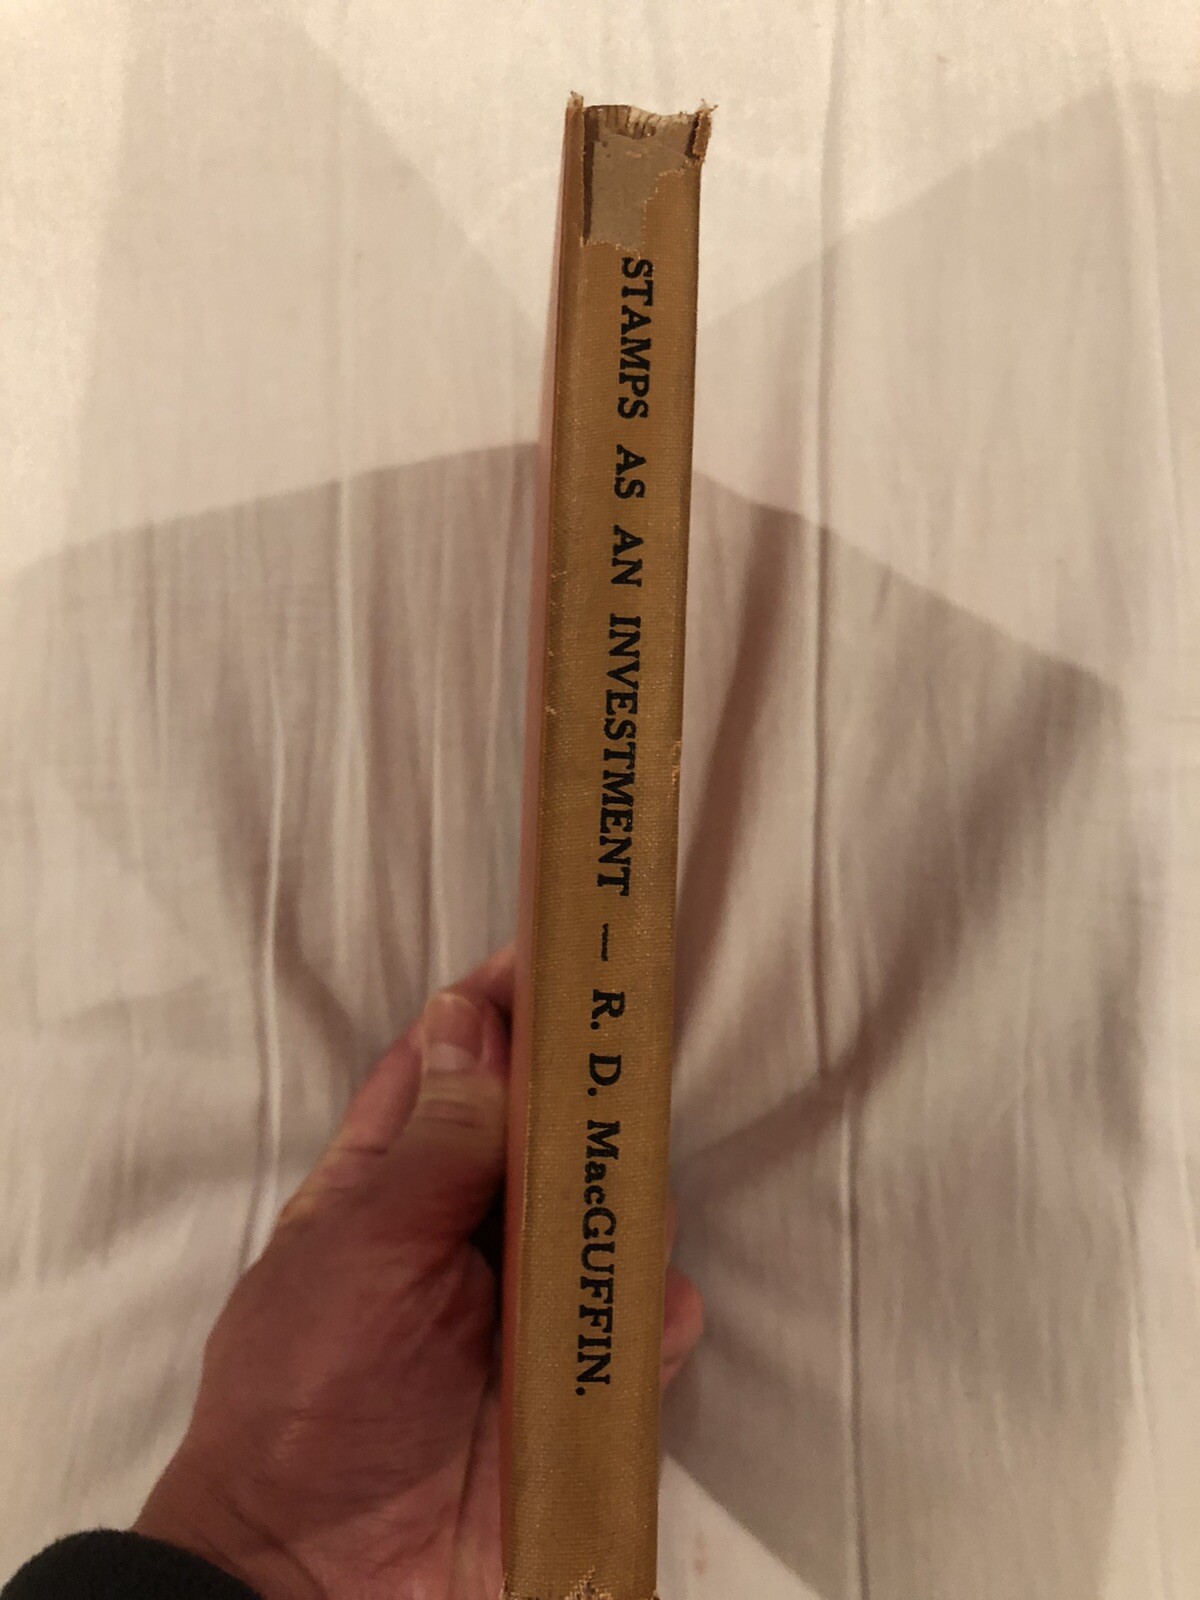 STAMPS AS AN INVESTMENT — R. D. MacGUFFIN.